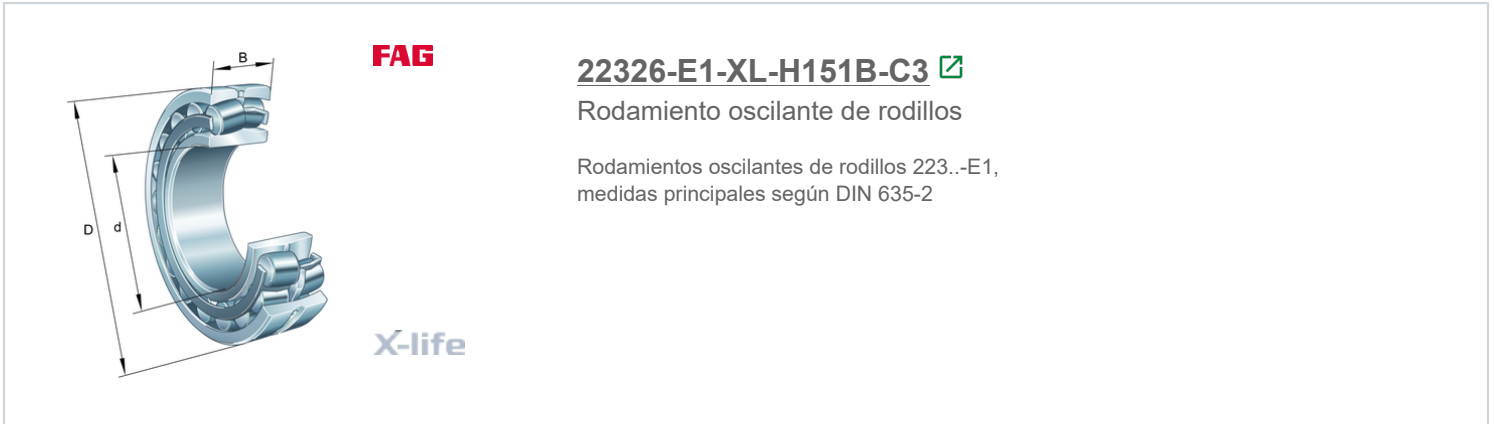 FAG
B
D
d
X-life
22326-E1-XL-H151B-C3
Rodamiento oscilante de rodillos
Rodamientos oscilantes de rodillos 223..-E1,
medidas principales según DIN 635-2